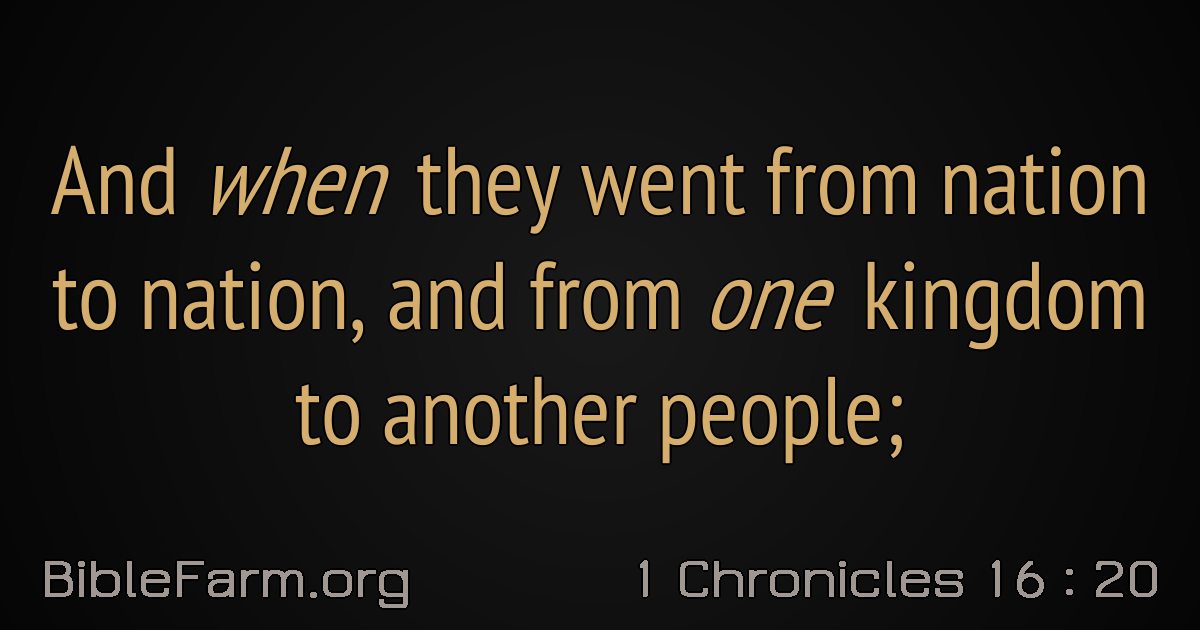 And when they went from nation
to nation, and from one kingdom
to another people;
BibleFarm.org
1 Chronicles 16 : 20